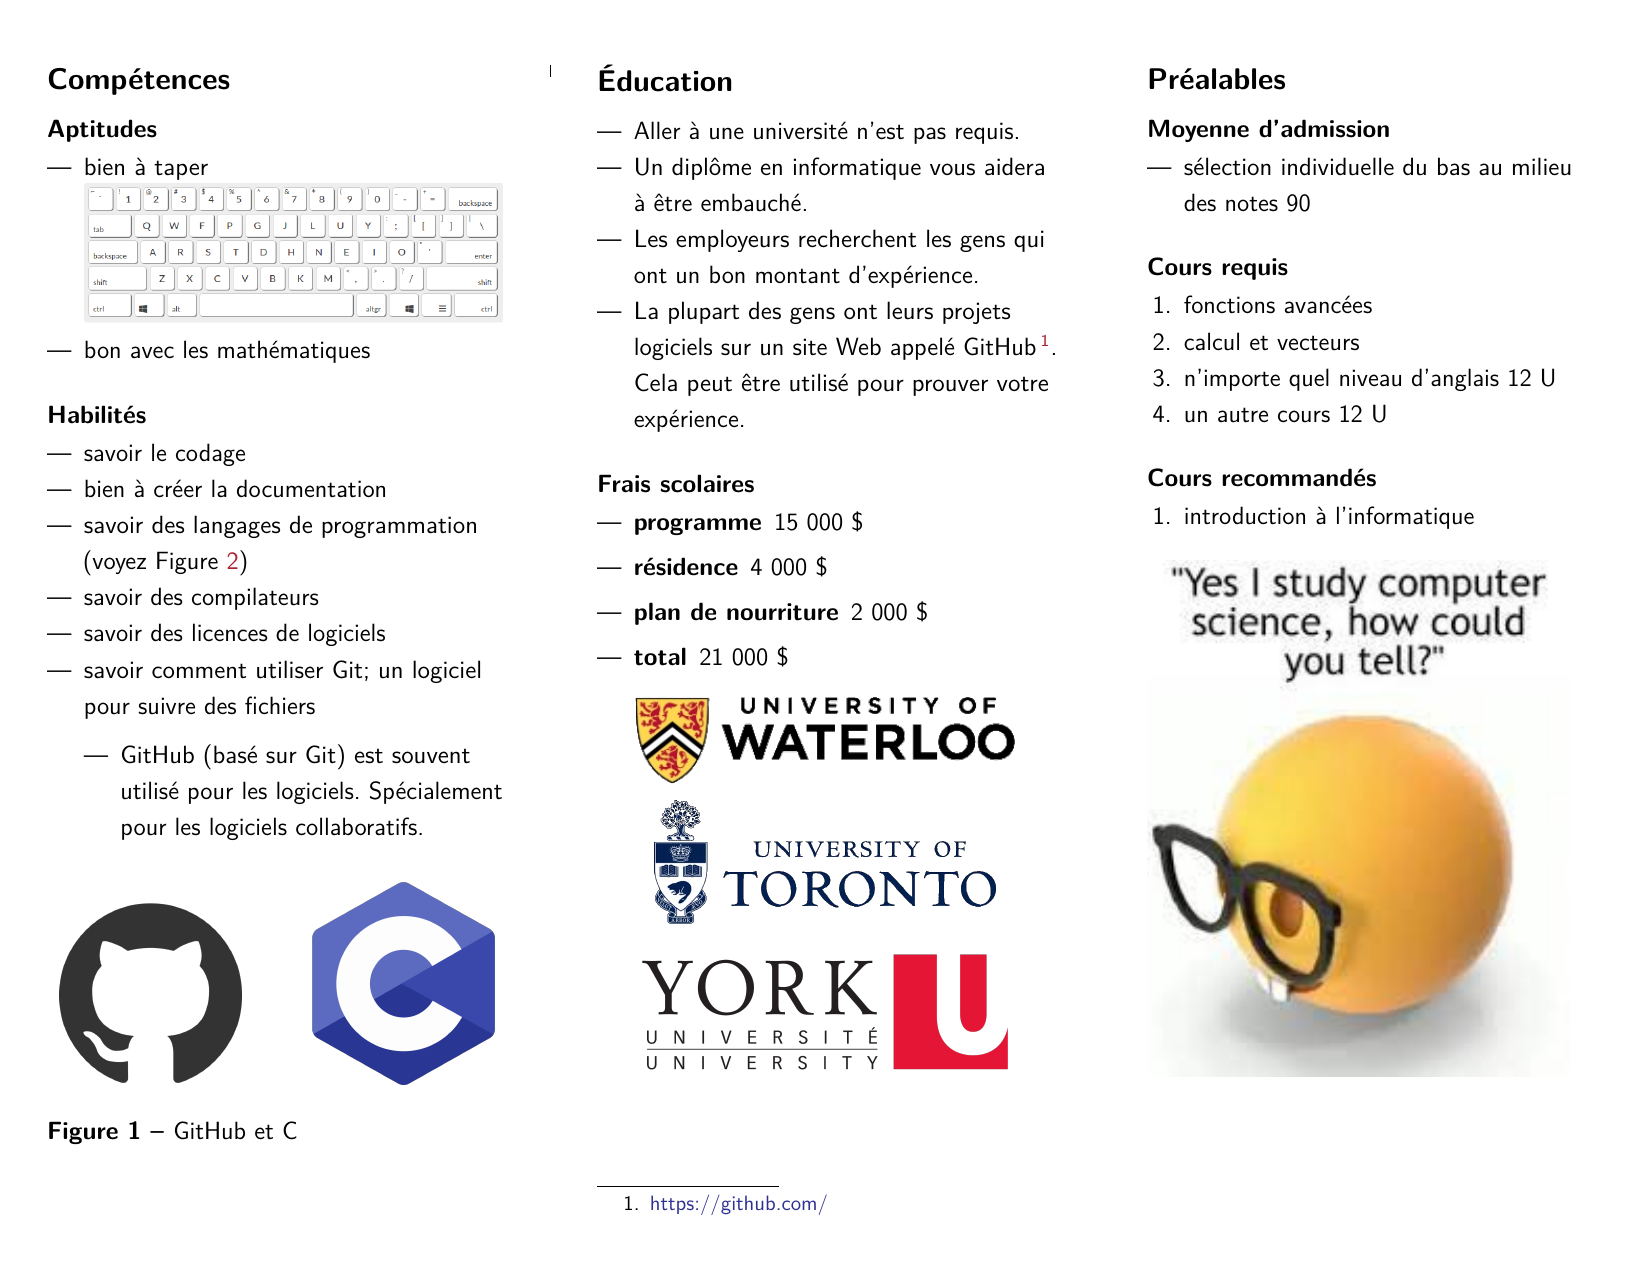 Compétences
Aptitudes
— bien à taper
~ ` ! 1 @ 2 # 3 $ 4 % 5 ^ 6 & 7 * 8 ( 9 ) 0 _ - + = backspace
tab Q W F P G J L U Y : ; { [ } ] | \
backspace A R S T D H N E I O " ' enter
shift Z X C V B K M < , > . ? / shift
ctrl alt altgr ctrl
— bon avec les mathématiques
Habilités
— savoir le codage
— bien à créer la documentation
— savoir des langages de programmation
(voyez Figure 2)
— savoir des compilateurs
— savoir des licences de logiciels
— savoir comment utiliser Git; un logiciel
pour suivre des fichiers
— GitHub (basé sur Git) est souvent
utilisé pour les logiciels. Spécialement
pour les logiciels collaboratifs.
C
Figure 1 – GitHub et C
Éducation
— Aller à une université n'est pas requis.
— Un diplôme en informatique vous aidera
à être embauché.
— Les employeurs recherchent les gens qui
ont un bon montant d'expérience.
— La plupart des gens ont leurs projets
logiciels sur un site Web appelé GitHub 1.
Cela peut être utilisé pour prouver votre
expérience.
Frais scolaires
— programme 15 000 $
— résidence 4 000 $
— plan de nourriture 2 000 $
— total 21 000 $
UNIVERSITY OF
WATERLOO
UNIVERSITY OF
TORONTO
YORK U
UNIVERSITÉ
UNIVERSITY
1. https://github.com/
Préalables
Moyenne d'admission
— sélection individuelle du bas au milieu
des notes 90
Cours requis
1. fonctions avancées
2. calcul et vecteurs
3. n'importe quel niveau d'anglais 12 U
4. un autre cours 12 U
Cours recommandés
1. introduction à l'informatique
"Yes I study computer
science, how could
you tell?"